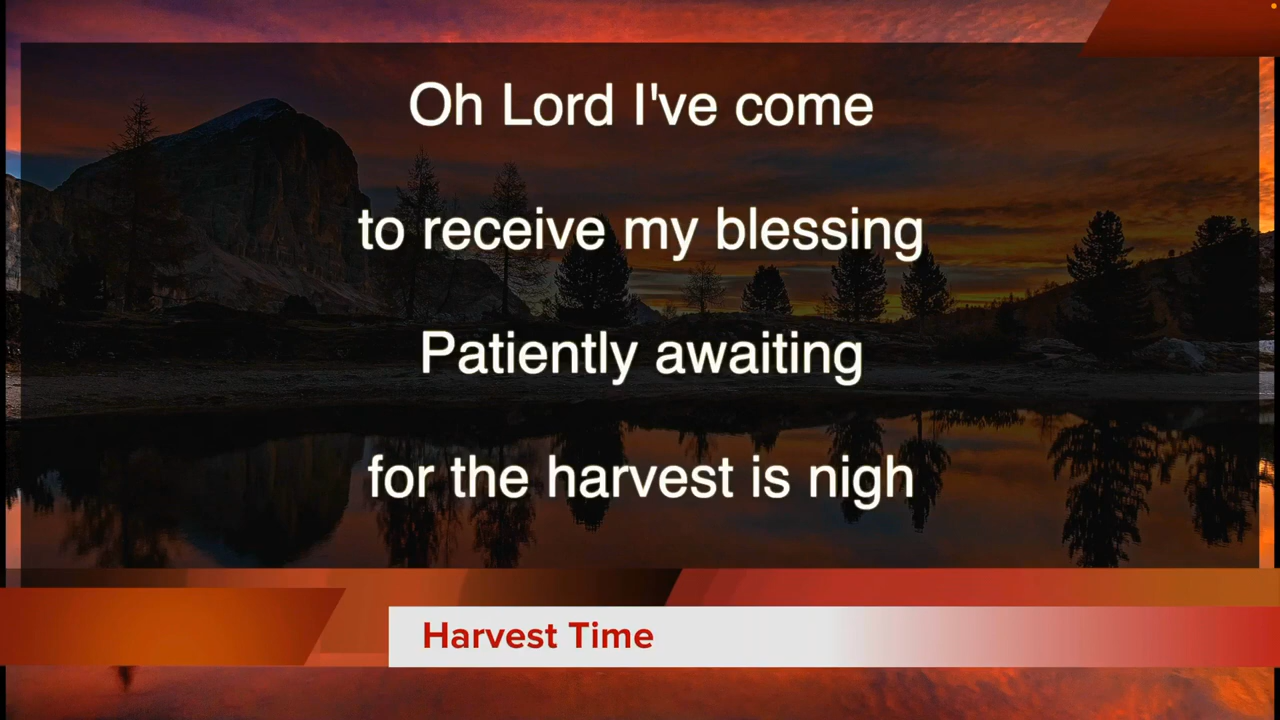 Oh Lord I've come
to receive my blessing
Patiently awaiting
for the harvest is nigh
Harvest Time